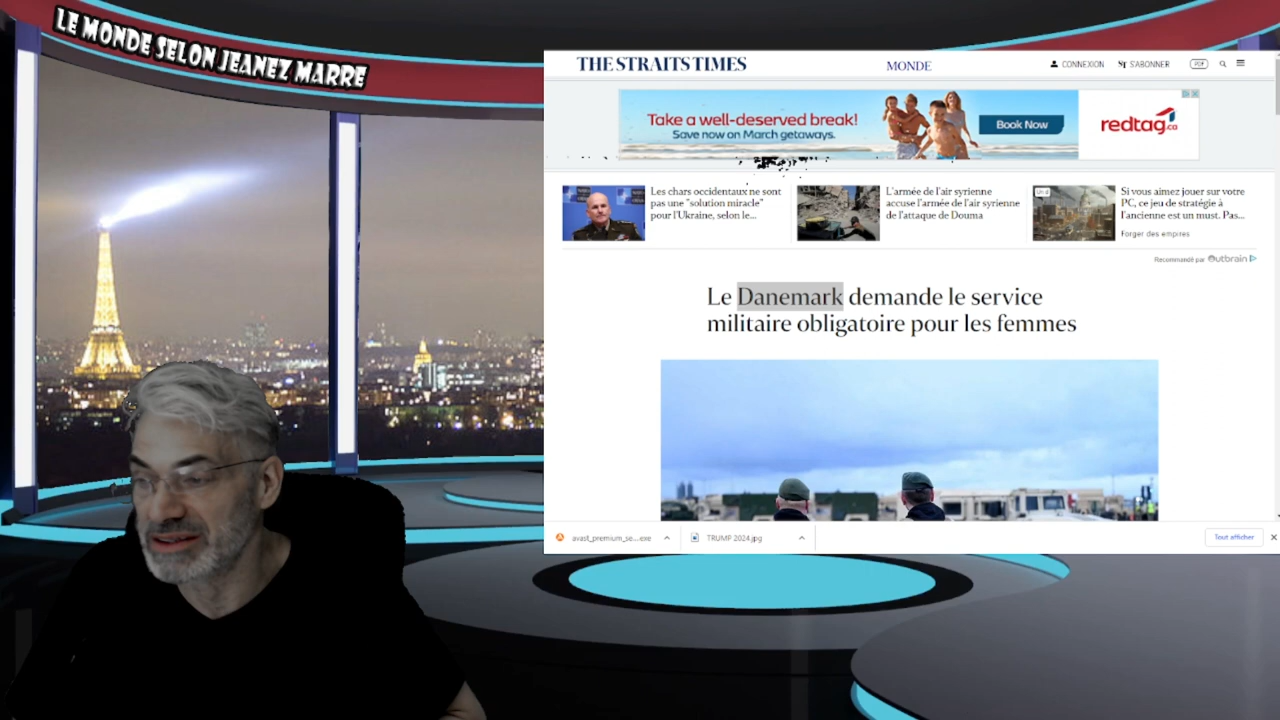 LE MONDE SELON JEANEZ MARRE
THE STRAITS TIMES
MONDE
CONNEXION
ST S'ABONNER
PDF
Take a well-deserved break!
Save now on March getaways.
Book Now
redtag.ca
Les chars occidentaux ne sont
pas une "solution miracle"
pour l'Ukraine, selon le...
L'armée de l'air syrienne
accuse l'armée de l'air syrienne
de l'attaque de Douma
Si vous aimez jouer sur votre
PC, ce jeu de stratégie à
l'ancienne est un must. Pas...
Forger des empires
Recommandé par Outbrain
Le Danemark demande le service
militaire obligatoire pour les femmes
avast_premium_se....exe
TRUMP 2024.jpg
Tout afficher